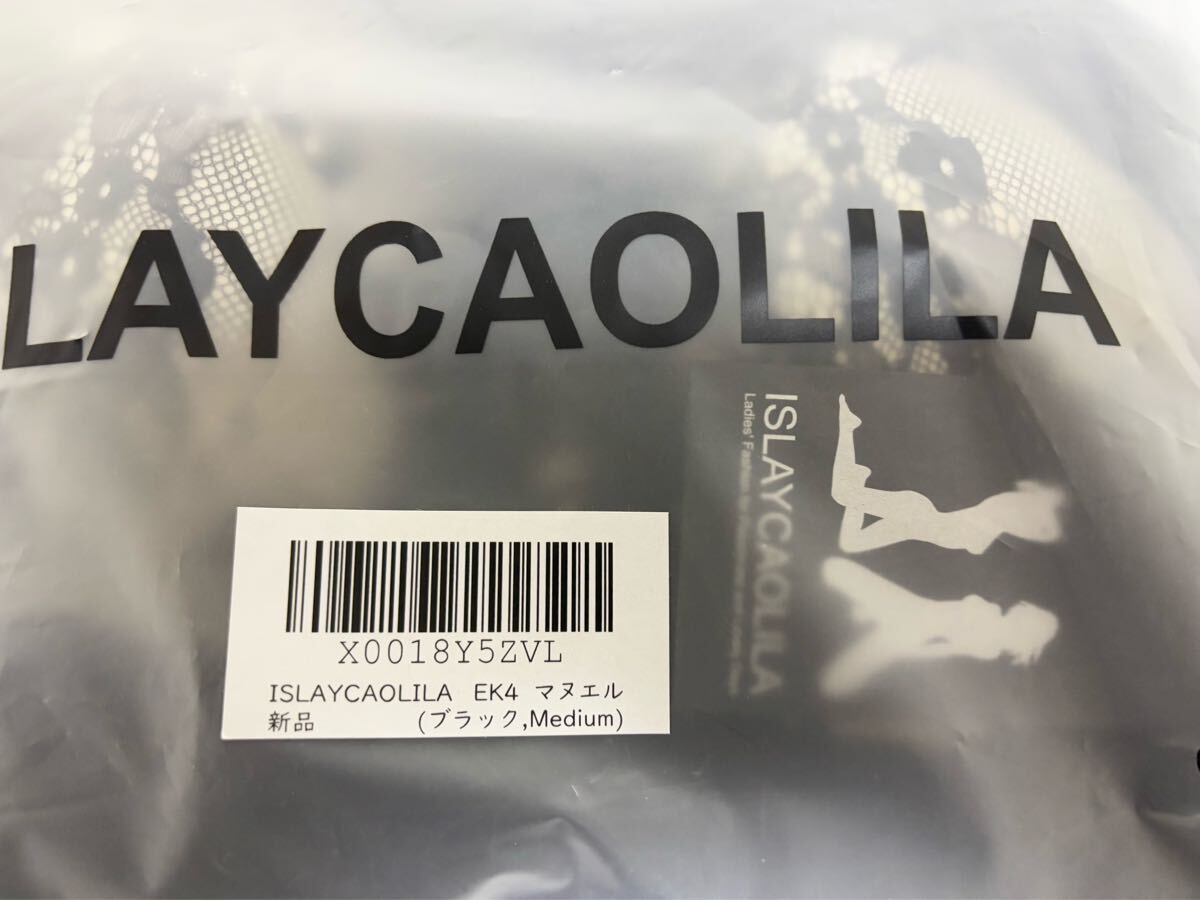 LAYCAOLILA
ISLAYCAOLILA
Ladies' Fashion
X0018Y5ZVL
ISLAYCAOLILA EK4 マヌエル
新品 (ブラック,Medium)